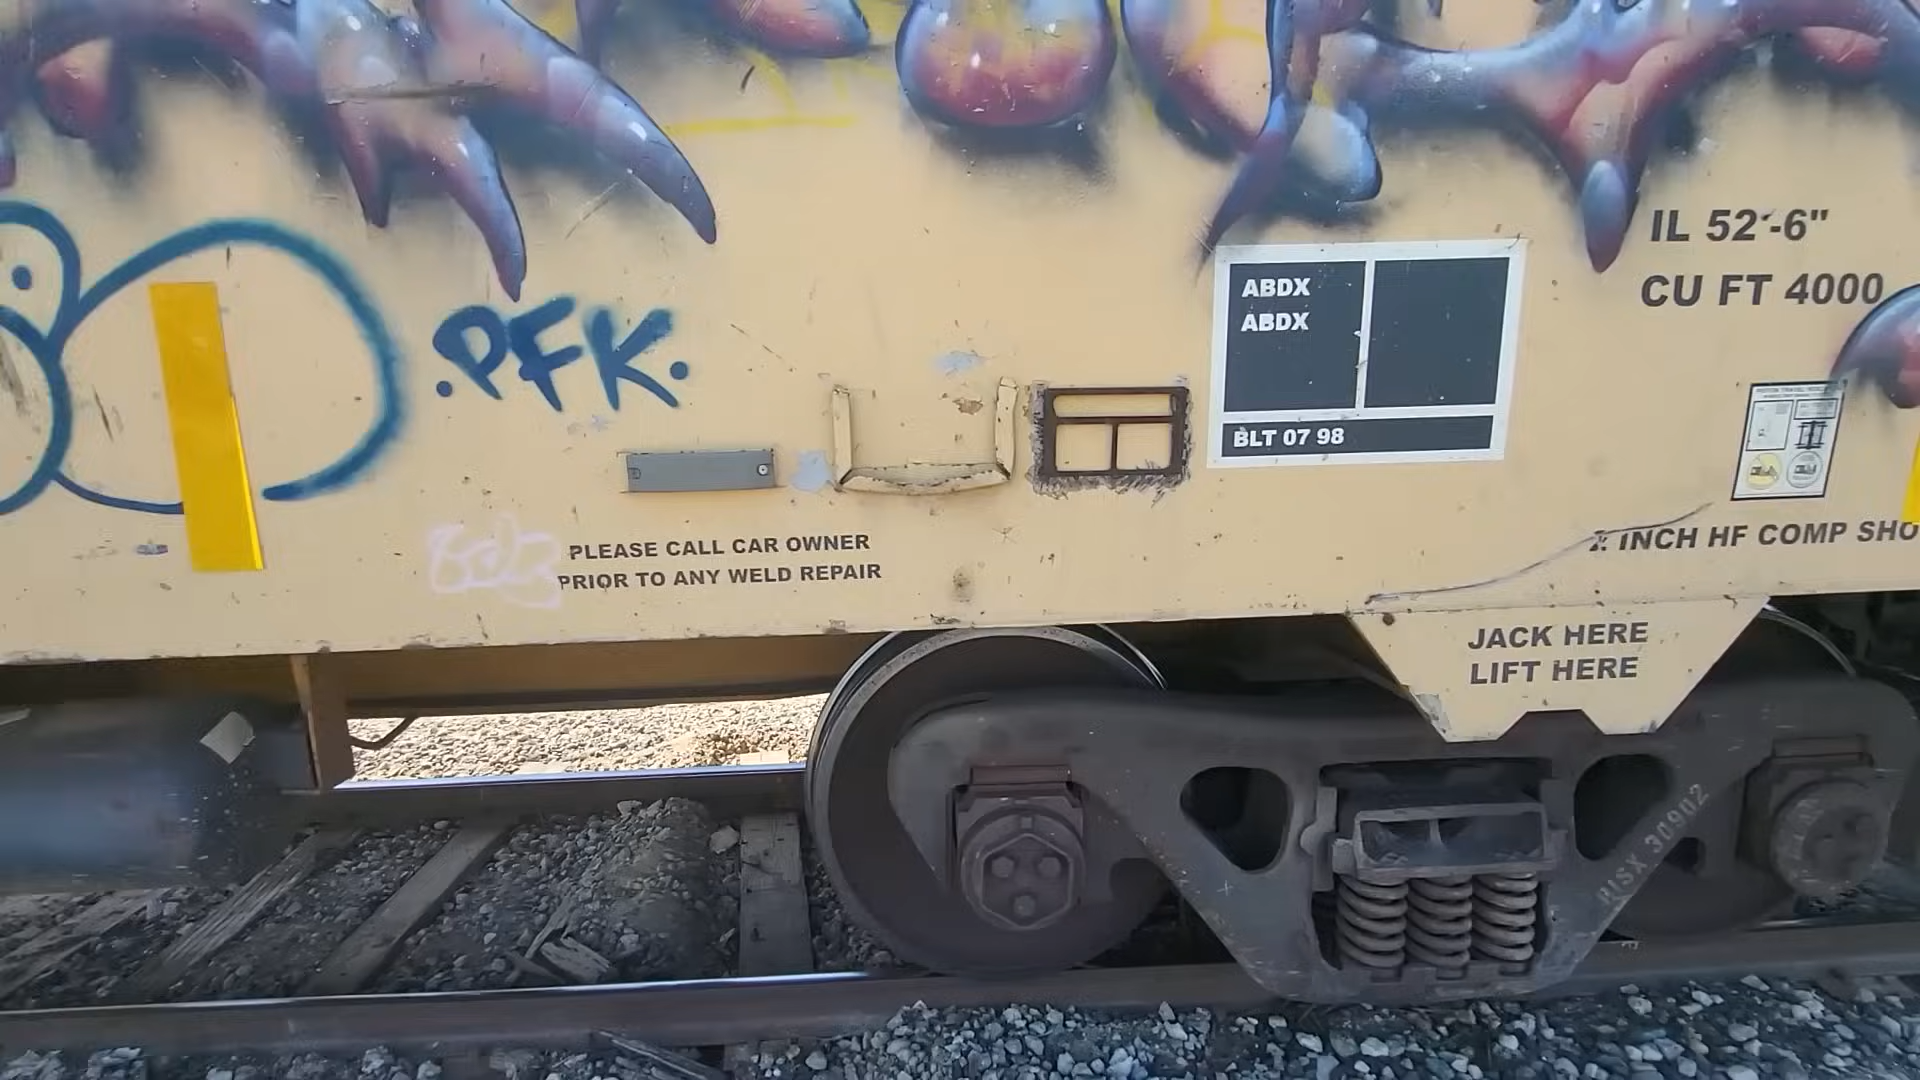 IL 52'-6"
CU FT 4000
ABDX
ABDX
BLT 07 98
.PFK.
PLEASE CALL CAR OWNER
PRIOR TO ANY WELD REPAIR
INCH HF COMP SHO
JACK HERE
LIFT HERE
30902